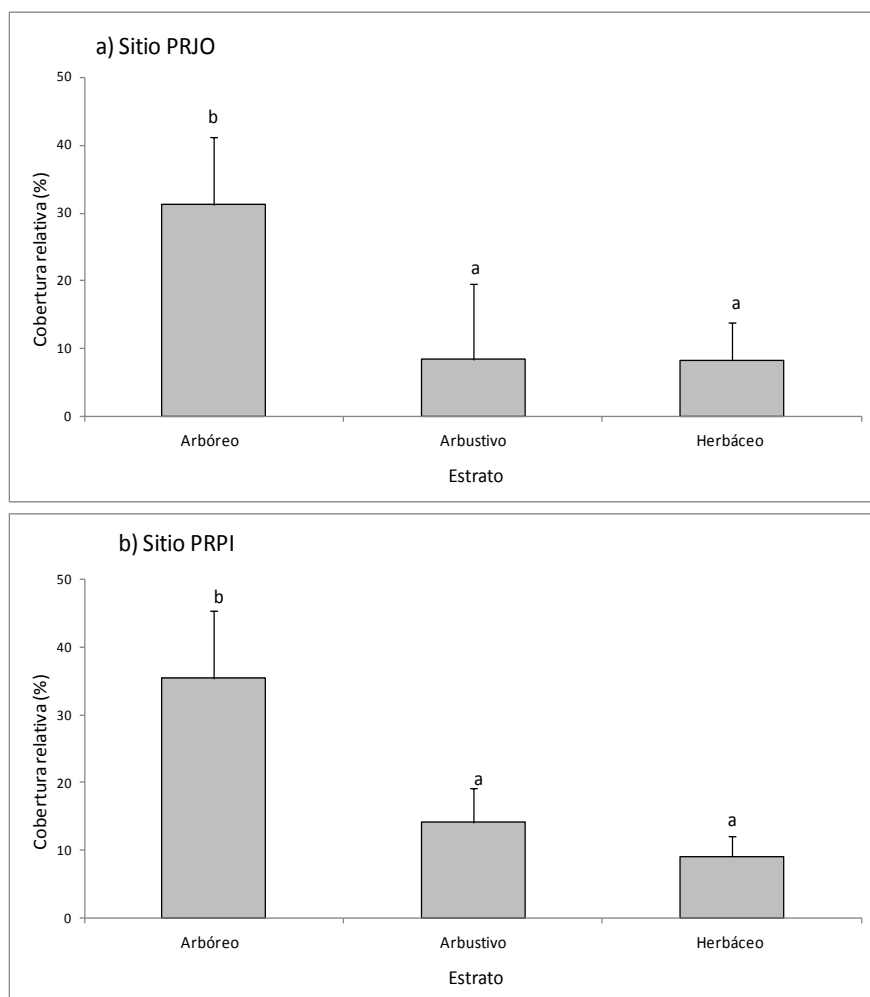 a) Sitio PRJO
50
40
30
20
10
0
Cobertura relativa (%)
b
a
a
Arbóreo
Arbustivo
Herbáceo
Estrato
b) Sitio PRPI
50
40
30
20
10
0
Cobertura relativa (%)
b
a
a
Arbóreo
Arbustivo
Herbáceo
Estrato